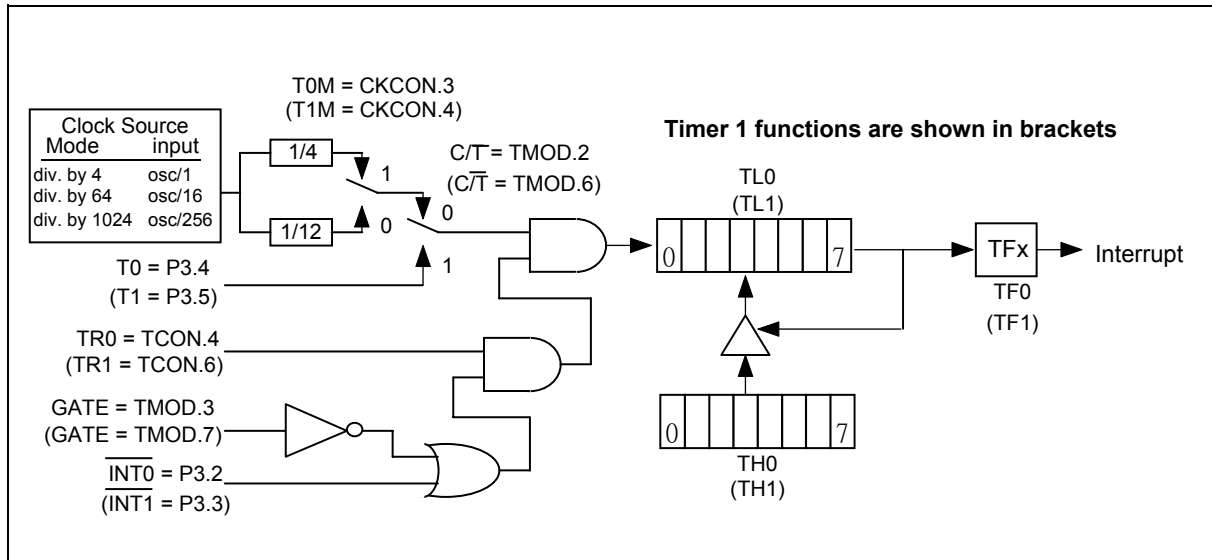 T0M = CKCON.3
(T1M = CKCON.4)
Clock Source
Mode input
div. by 4 osc/1
div. by 64 osc/16
div. by 1024 osc/256
1/4
1/12
1
0
C/T̅ = TMOD.2
(C/T̅ = TMOD.6)
0
1
T0 = P3.4
(T1 = P3.5)
TR0 = TCON.4
(TR1 = TCON.6)
GATE = TMOD.3
(GATE = TMOD.7)
I̅N̅T̅0̅ = P3.2
(I̅N̅T̅1̅ = P3.3)
Timer 1 functions are shown in brackets
TL0
(TL1)
0 7
TFx
Interrupt
TF0
(TF1)
0 7
TH0
(TH1)